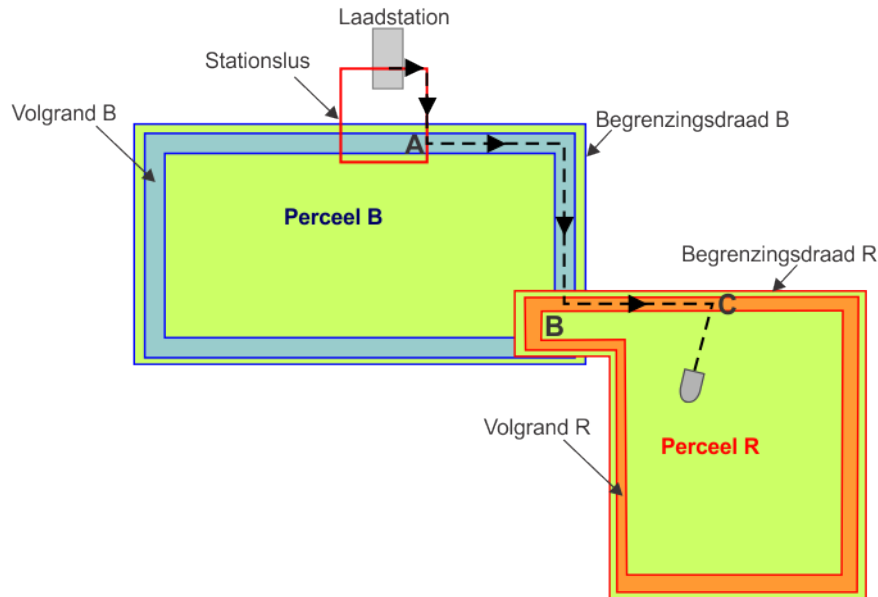 Laadstation
Stationslus
Volgrand B
Begrenzingsdraad B
A
Perceel B
Begrenzingsdraad R
C
B
Volgrand R
Perceel R